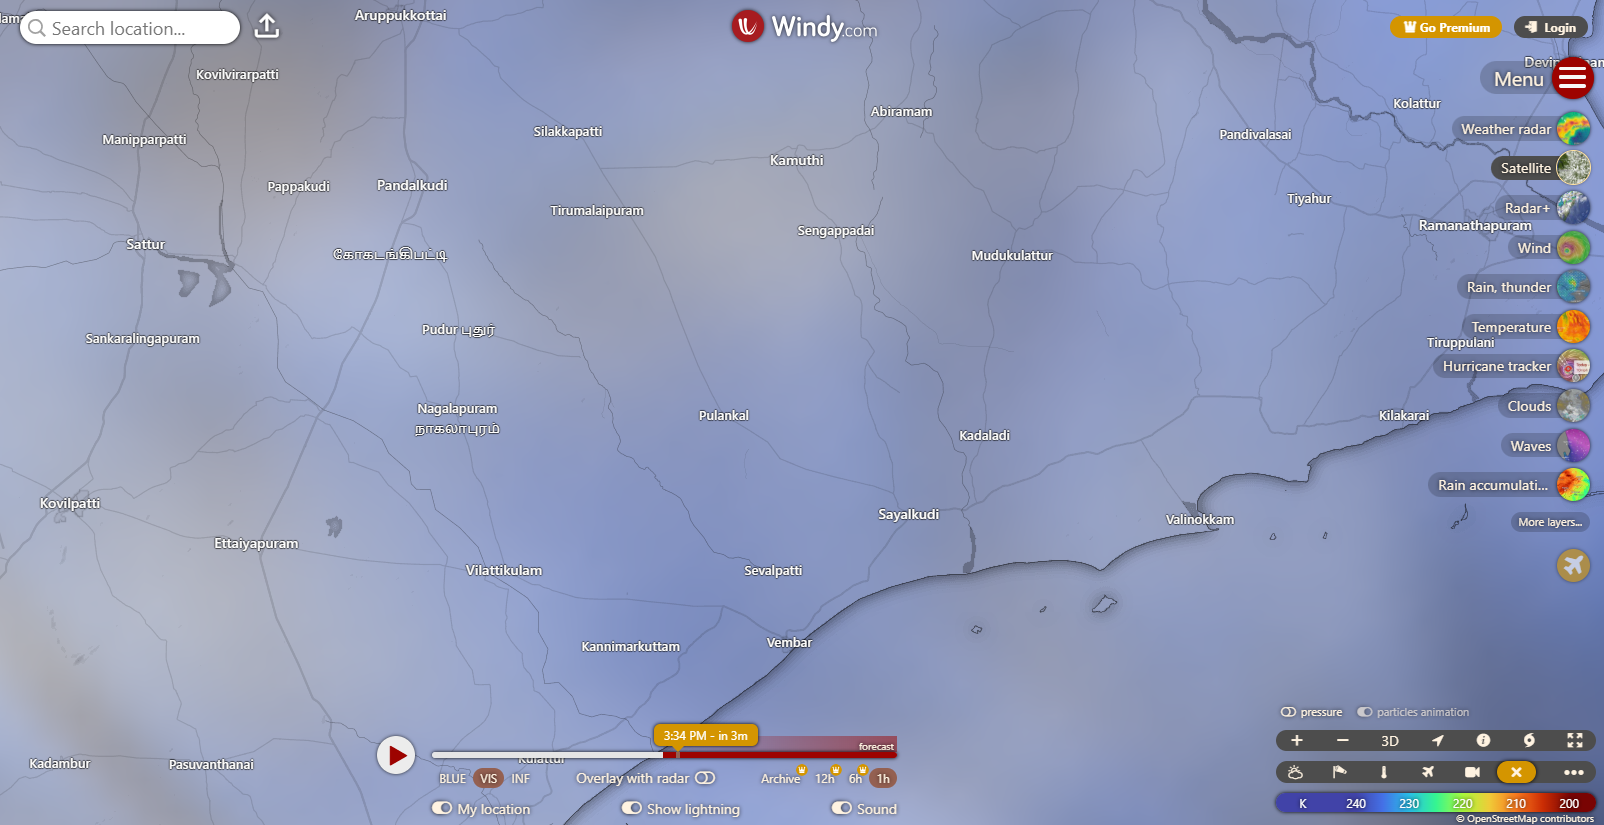 Search location...
Windy.com
Go Premium
Login
Aruppukkottai
Menu
Kovilvirarpatti
Abiramam
Kolattur
Manipparpatti
Silakkapatti
Pandivalasai
Weather radar
Kamuthi
Satellite
Pappakudi
Pandalkudi
Tirumalaipuram
Tiyahur
Radar+
Sattur
கோகடங்கிபட்டி
Sengappadai
Ramanathapuram
Mudukulattur
Wind
Rain, thunder
Sankaralingapuram
Pudur புதுர்
Temperature
Tiruppulani
Hurricane tracker
Nagalapuram
நாகலாபுரம்
Pulankal
Kilakarai
Clouds
Kadaladi
Waves
Rain accumulati...
Kovilpatti
Sayalkudi
Valinokkam
More layers...
Ettaiyapuram
Vilattikulam
Sevalpatti
Kannimarkuttam
Vembar
pressure
particles animation
3:34 PM - in 3m
forecast
3D
Kadambur
Pasuvanthanai
Kulattur
BLUE VIS INF
Overlay with radar
Archive 12h 6h 1h
My location
Show lightning
Sound
K 240 230 220 210 200
© OpenStreetMap contributors